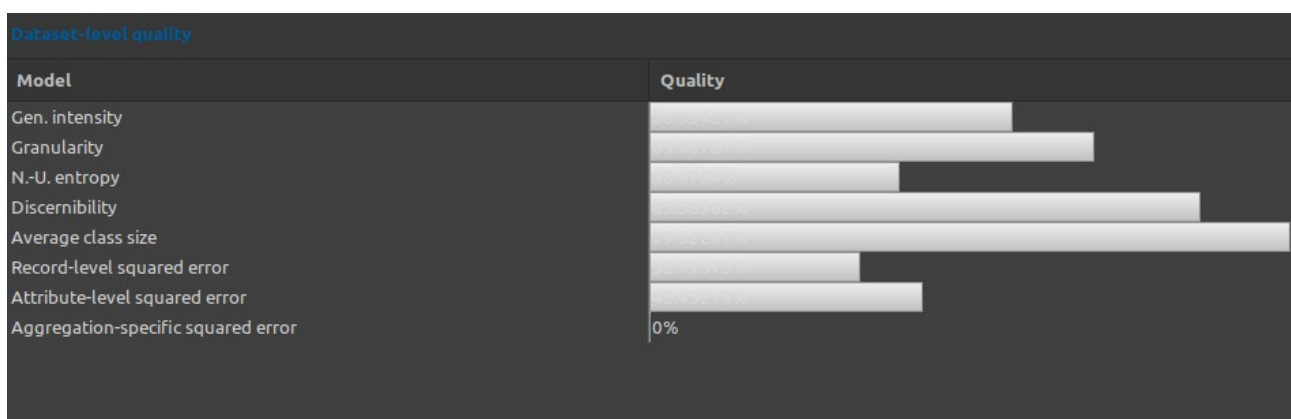 Dataset-level quality
Model Quality
Gen. intensity
Granularity
N.-U. entropy
Discernibility
Average class size
Record-level squared error
Attribute-level squared error
Aggregation-specific squared error 0%